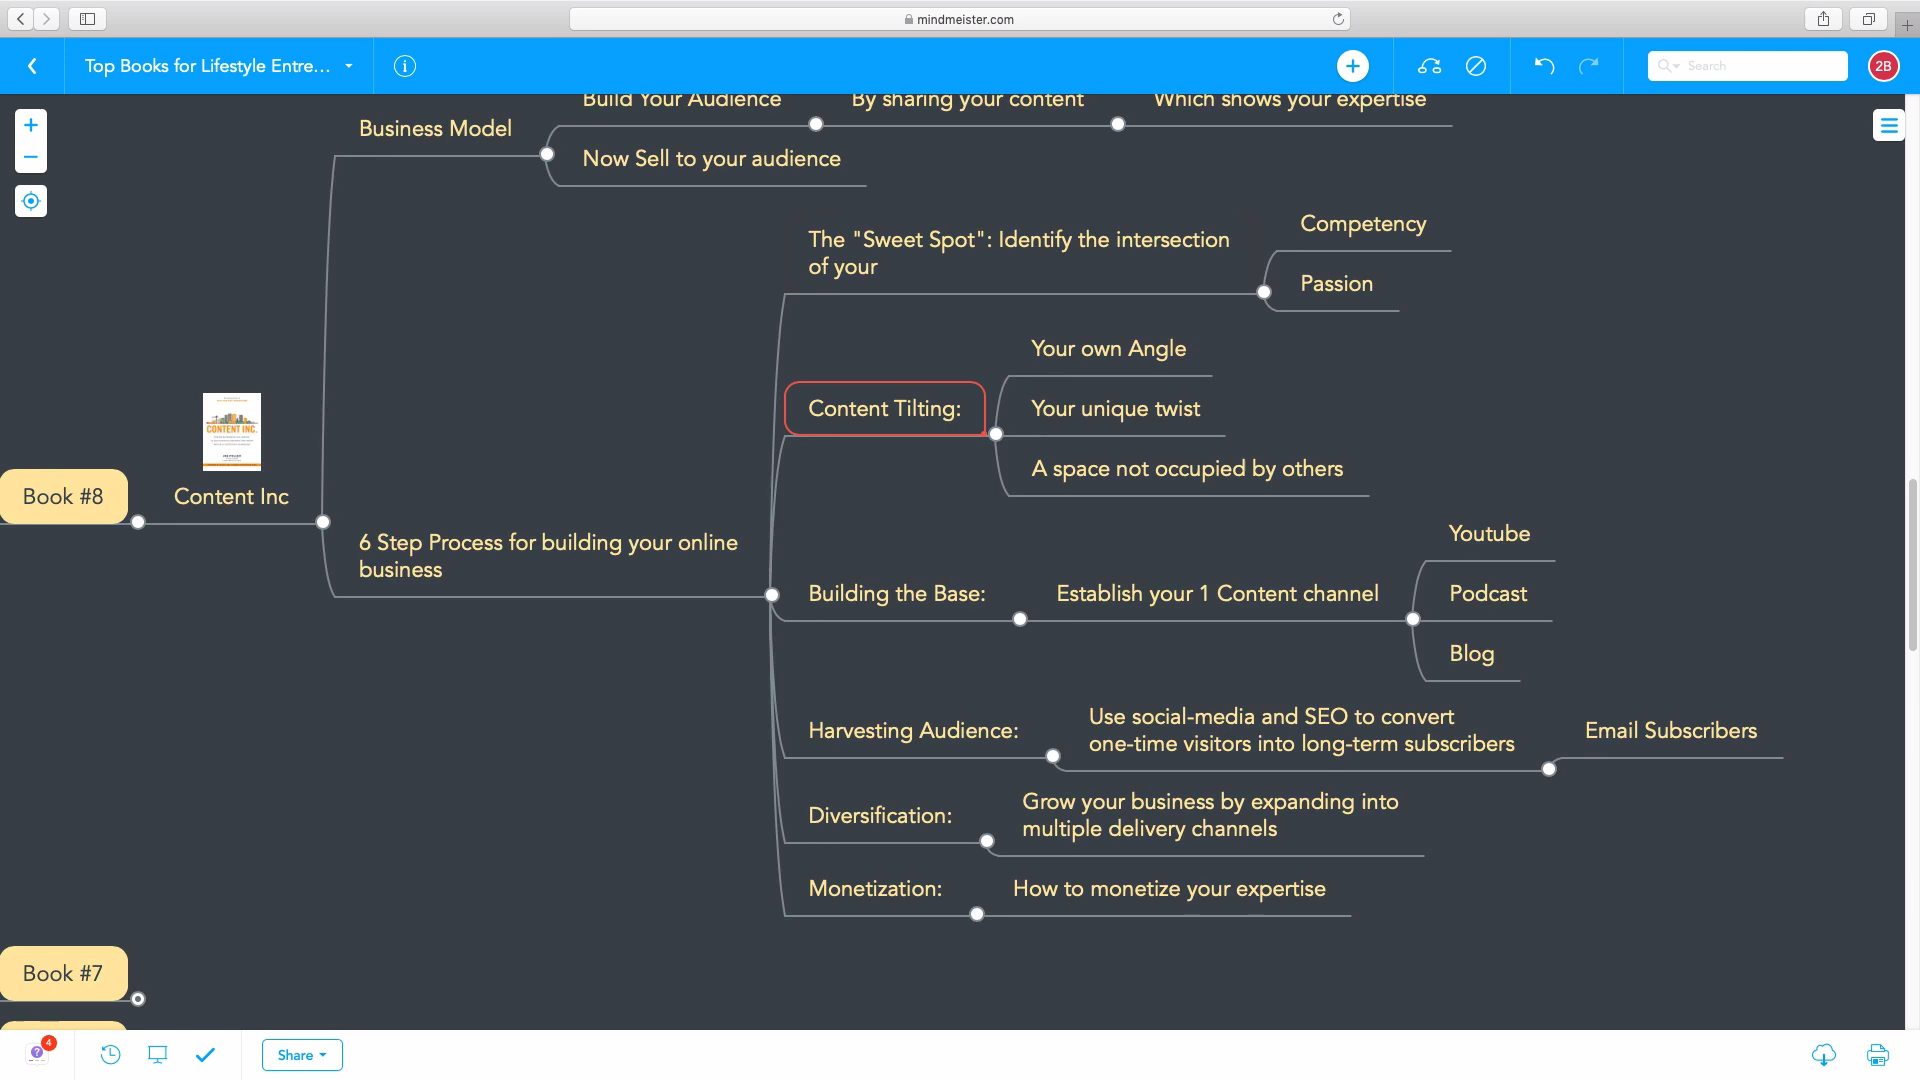 mindmeister.com
Top Books for Lifestyle Entre...
Search
2B
Build Your Audience
By sharing your content
Which shows your expertise
Business Model
Now Sell to your audience
The "Sweet Spot": Identify the intersection
of your
Competency
Passion
Content Tilting:
Your own Angle
Your unique twist
A space not occupied by others
CONTENT INC.
Book #8
Content Inc
6 Step Process for building your online
business
Building the Base:
Establish your 1 Content channel
Youtube
Podcast
Blog
Harvesting Audience:
Use social-media and SEO to convert
one-time visitors into long-term subscribers
Email Subscribers
Diversification:
Grow your business by expanding into
multiple delivery channels
Monetization:
How to monetize your expertise
Book #7
4
Share